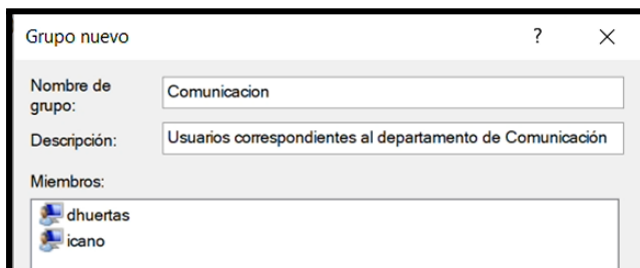 Grupo nuevo ?
Nombre de
grupo:
Comunicacion
Descripción:
Usuarios correspondientes al departamento de Comunicación
Miembros:
dhuertas
icano